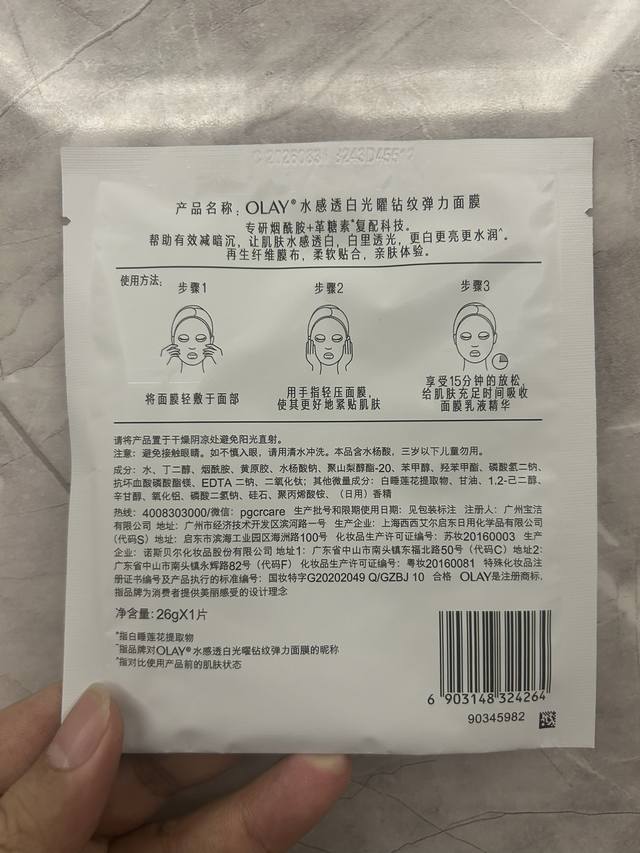 20260831 3243D455
产品名称：OLAY®水感透白光曜钻纹弹力面膜
专研烟酰胺+革糖素*复配科技。
帮助有效减暗沉，让肌肤水感透白，白里透光，更白更亮更水润^。
再生纤维膜布，柔软贴合，亲肤体验。
使用方法：
步骤1
步骤2
步骤3
将面膜轻敷于面部
用手指轻压面膜，
使其更好地紧贴肌肤
享受15分钟的放松，
给肌肤充足时间吸收
面膜乳液精华
请将产品置于干燥阴凉处避免阳光直射。
注意：避免接触眼睛。如不慎入眼，请用清水冲洗。本品含水杨酸，三岁以下儿童勿用。
成分：水、丁二醇、烟酰胺、黄原胶、水杨酸钠、聚山梨醇酯-20、苯甲醇、羟苯甲酯、磷酸氢二钠、
抗坏血酸磷酸酯镁、EDTA 二钠、二氧化钛；其他微量成分：白睡莲花提取物、甘油、1,2-己二醇、
辛甘醇、氧化铝、磷酸二氢钠、硅石、聚丙烯酸铵、（日用）香精
热线：4008303000/微信：pgcrcare 生产批号和限期使用日期：见包装标注 注册人：广州宝洁
有限公司 地址：广州市经济技术开发区滨河路一号 生产企业：上海西西艾尔启东日用化学品有限公司
(代码S) 地址：启东市滨海工业园区海洲路100号 化妆品生产许可证编号：苏妆20160003 生产
企业：诺斯贝尔化妆品股份有限公司 地址1：广东省中山市南头镇东福北路50号（代码C）地址2：
广东省中山市南头镇永辉路82号（代码F） 化妆品生产许可证编号：粤妆20160081 特殊化妆品注
册证书编号及产品执行的标准编号：国妆特字G20202049 Q/GZBJ 10 合格 OLAY是注册商标，
指品牌为消费者提供美丽感受的设计理念
净含量：26gX1片
*指白睡莲花提取物
~指品牌对OLAY®水感透白光曜钻纹弹力面膜的昵称
^指对比使用产品前的肌肤状态
6 903148 324264
90345982